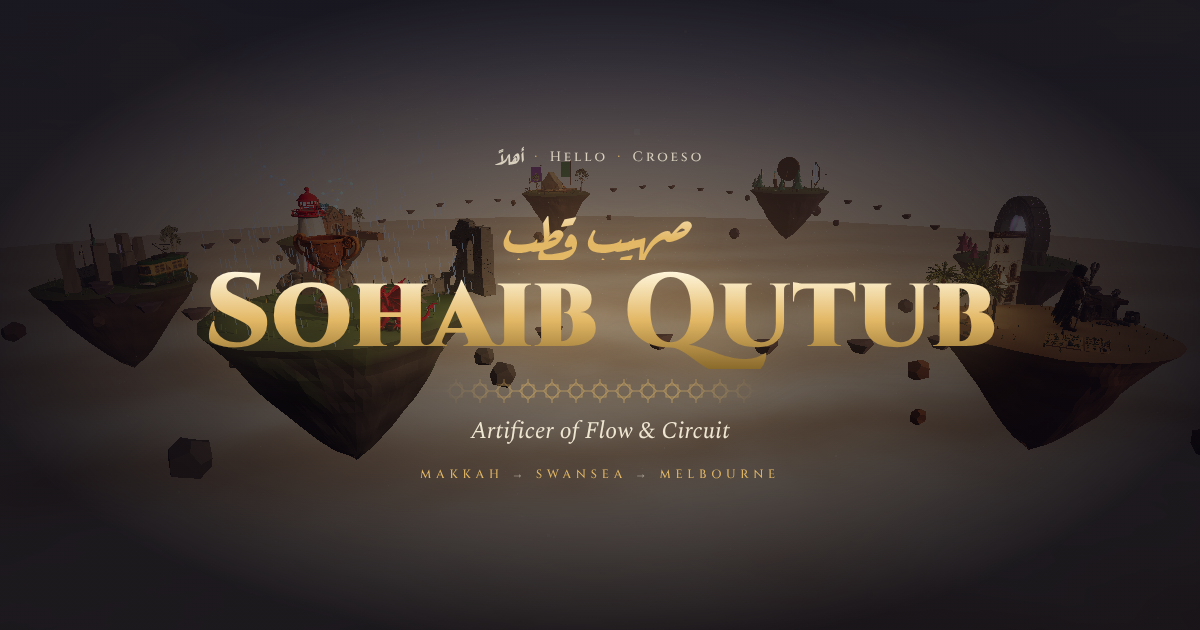 أهلاً · Hello · Croeso
صهيب قطب
Sohaib Qutub
Artificer of Flow & Circuit
MAKKAH → SWANSEA → MELBOURNE